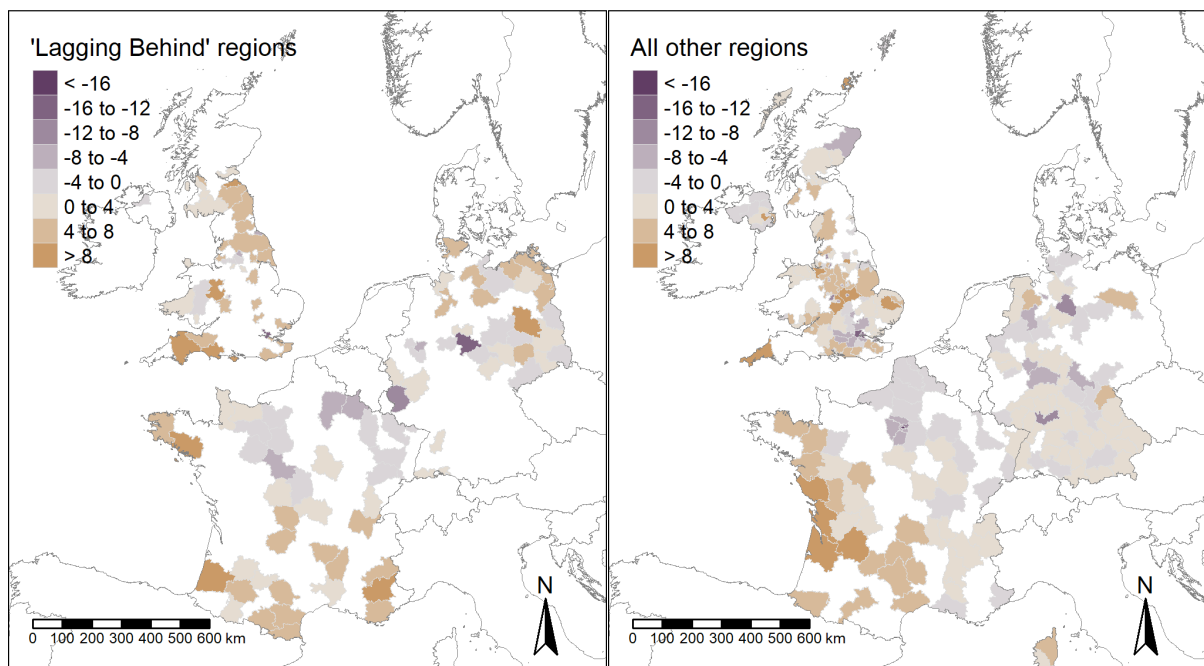 'Lagging Behind' regions
< -16
-16 to -12
-12 to -8
-8 to -4
-4 to 0
0 to 4
4 to 8
> 8
N
0 100 200 300 400 500 600 km
All other regions
< -16
-16 to -12
-12 to -8
-8 to -4
-4 to 0
0 to 4
4 to 8
> 8
N
0 100 200 300 400 500 600 km